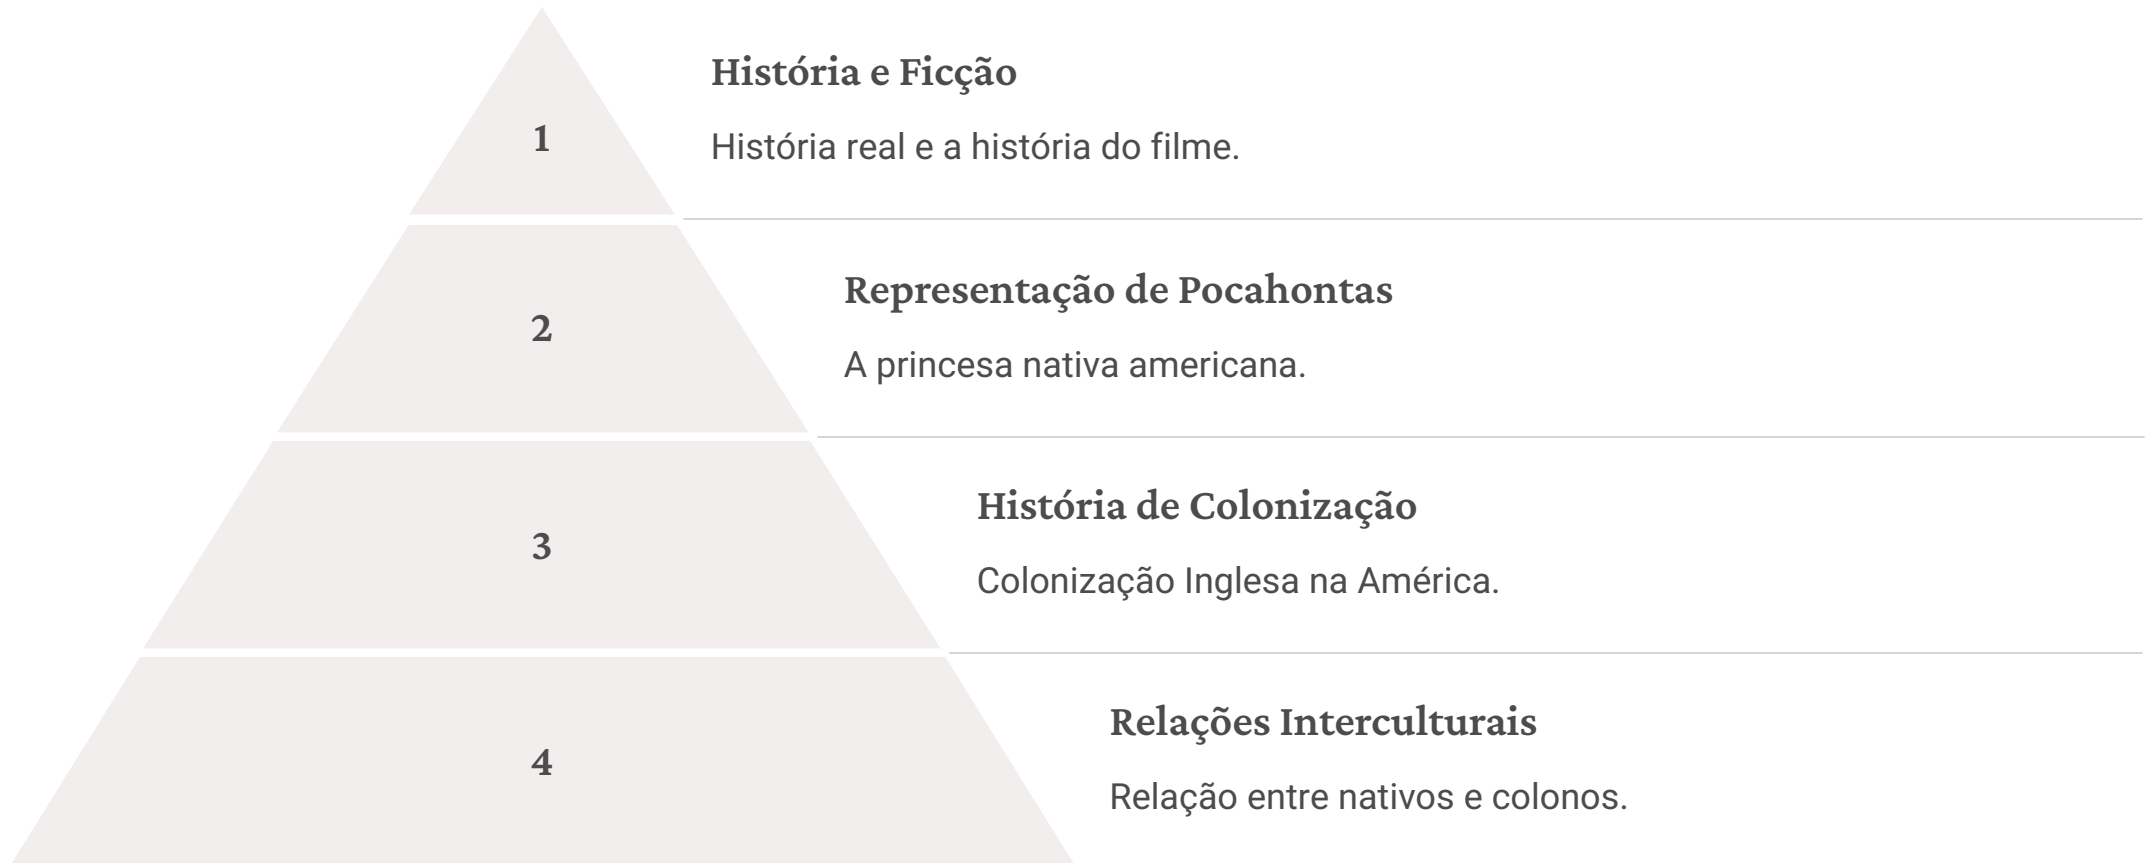 História e Ficção
1
História real e a história do filme.
Representação de Pocahontas
2
A princesa nativa americana.
História de Colonização
3
Colonização Inglesa na América.
Relações Interculturais
4
Relação entre nativos e colonos.